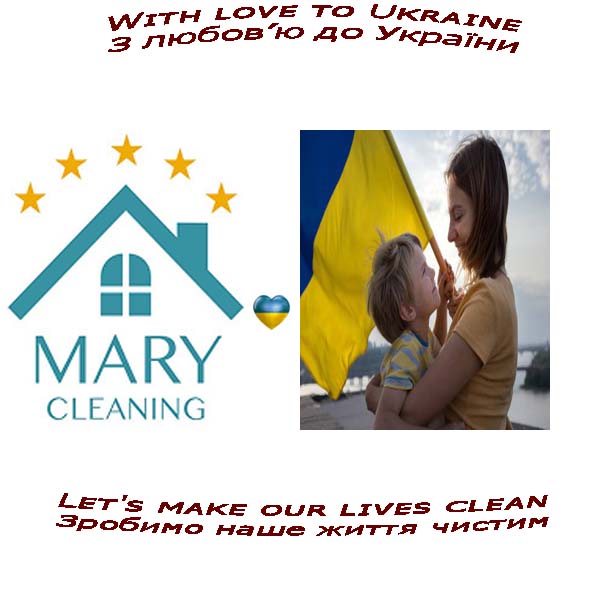 With love to Ukraine
З любов'ю до України
MARY
CLEANING
Let's make our lives clean
Зробимо наше життя чистим